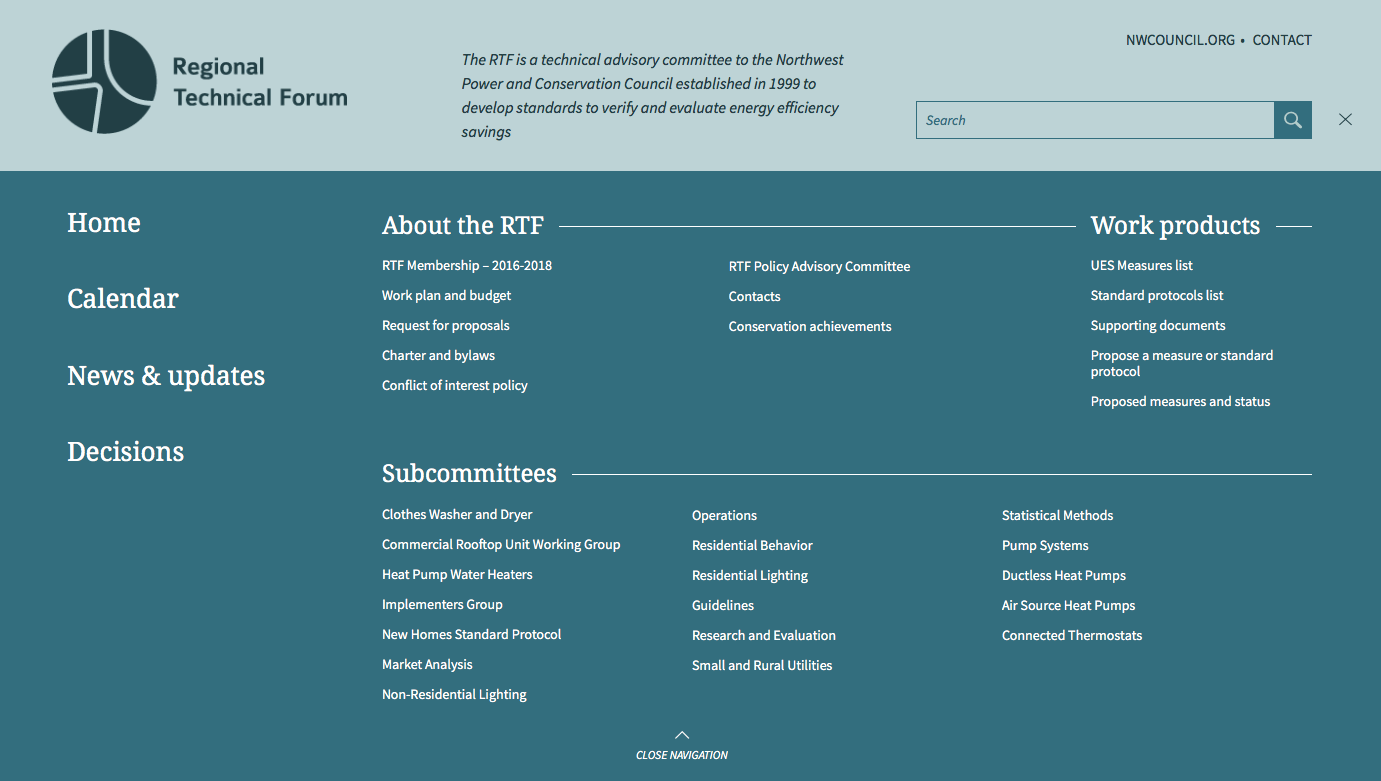 Regional
Technical Forum
The RTF is a technical advisory committee to the Northwest
Power and Conservation Council established in 1999 to
develop standards to verify and evaluate energy efficiency
savings
NWCOUNCIL.ORG • CONTACT
Search
Home
Calendar
News & updates
Decisions
About the RTF
RTF Membership – 2016-2018
Work plan and budget
Request for proposals
Charter and bylaws
Conflict of interest policy
RTF Policy Advisory Committee
Contacts
Conservation achievements
Work products
UES Measures list
Standard protocols list
Supporting documents
Propose a measure or standard
protocol
Proposed measures and status
Subcommittees
Clothes Washer and Dryer
Commercial Rooftop Unit Working Group
Heat Pump Water Heaters
Implementers Group
New Homes Standard Protocol
Market Analysis
Non-Residential Lighting
Operations
Residential Behavior
Residential Lighting
Guidelines
Research and Evaluation
Small and Rural Utilities
Statistical Methods
Pump Systems
Ductless Heat Pumps
Air Source Heat Pumps
Connected Thermostats
CLOSE NAVIGATION